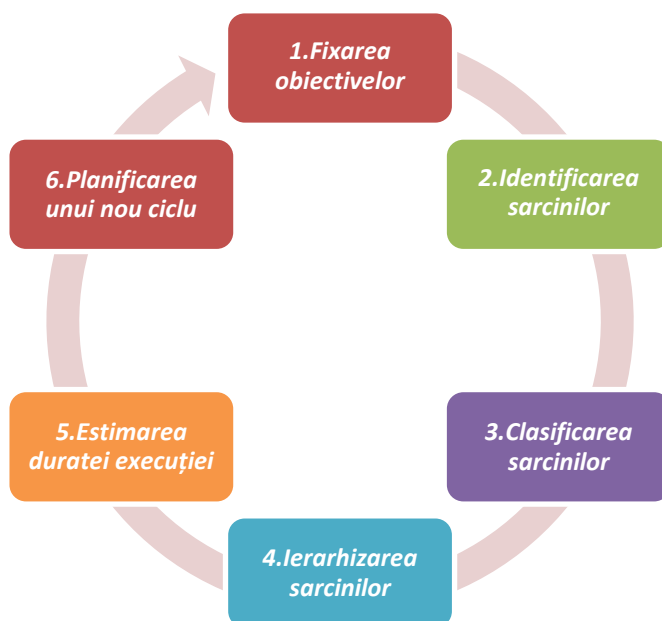 1.Fixarea
obiectivelor
2.Identificarea
sarcinilor
3.Clasificarea
sarcinilor
4.Ierarhizarea
sarcinilor
5.Estimarea
duratei execuției
6.Planificarea
unui nou ciclu